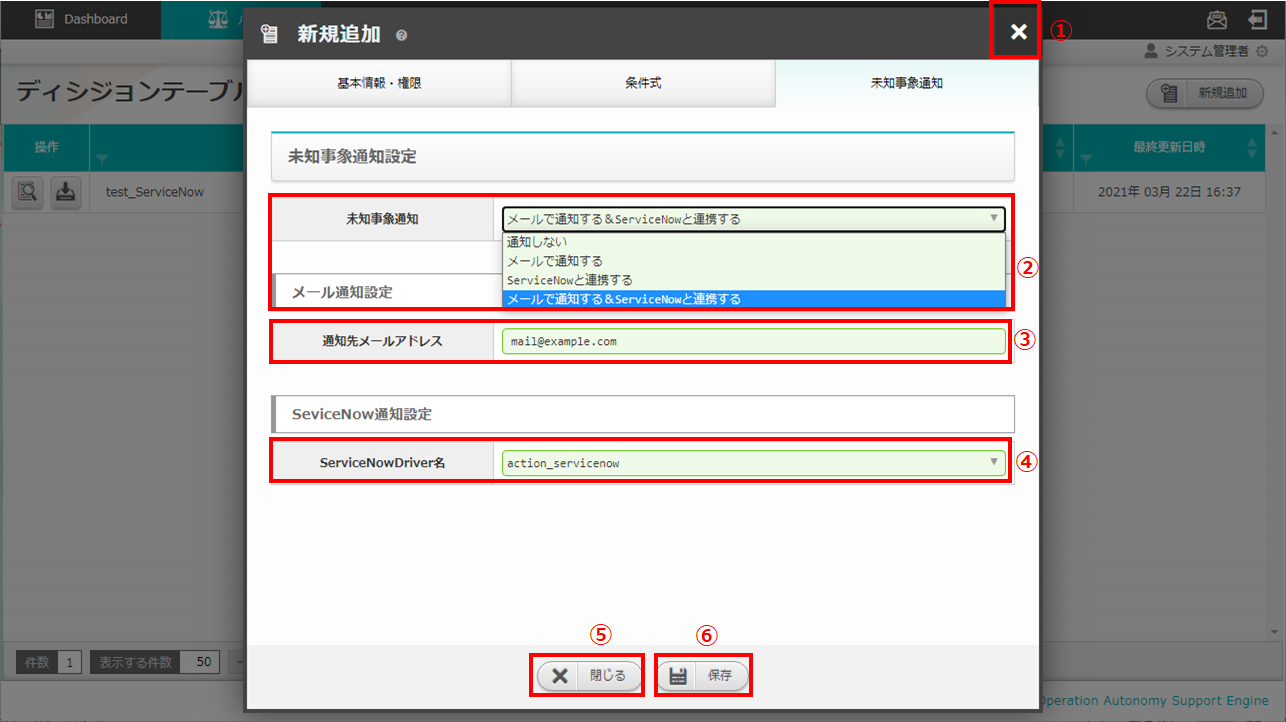 Dashboard
新規追加
①
システム管理者
ディシジョンテーブル
新規追加
基本情報・権限
条件式
未知事象通知
操作
最終更新日時
未知事象通知設定
test_ServiceNow
2021年 03月 22日 16:37
未知事象通知
メールで通知する＆ServiceNowと連携する
通知しない
メールで通知する
ServiceNowと連携する
メールで通知する＆ServiceNowと連携する
②
メール通知設定
通知先メールアドレス
mail@example.com
③
SeviceNow通知設定
ServiceNowDriver名
action_servicenow
④
⑤
⑥
件数 1
表示する件数 50
閉じる
保存
Operation Autonomy Support Engine